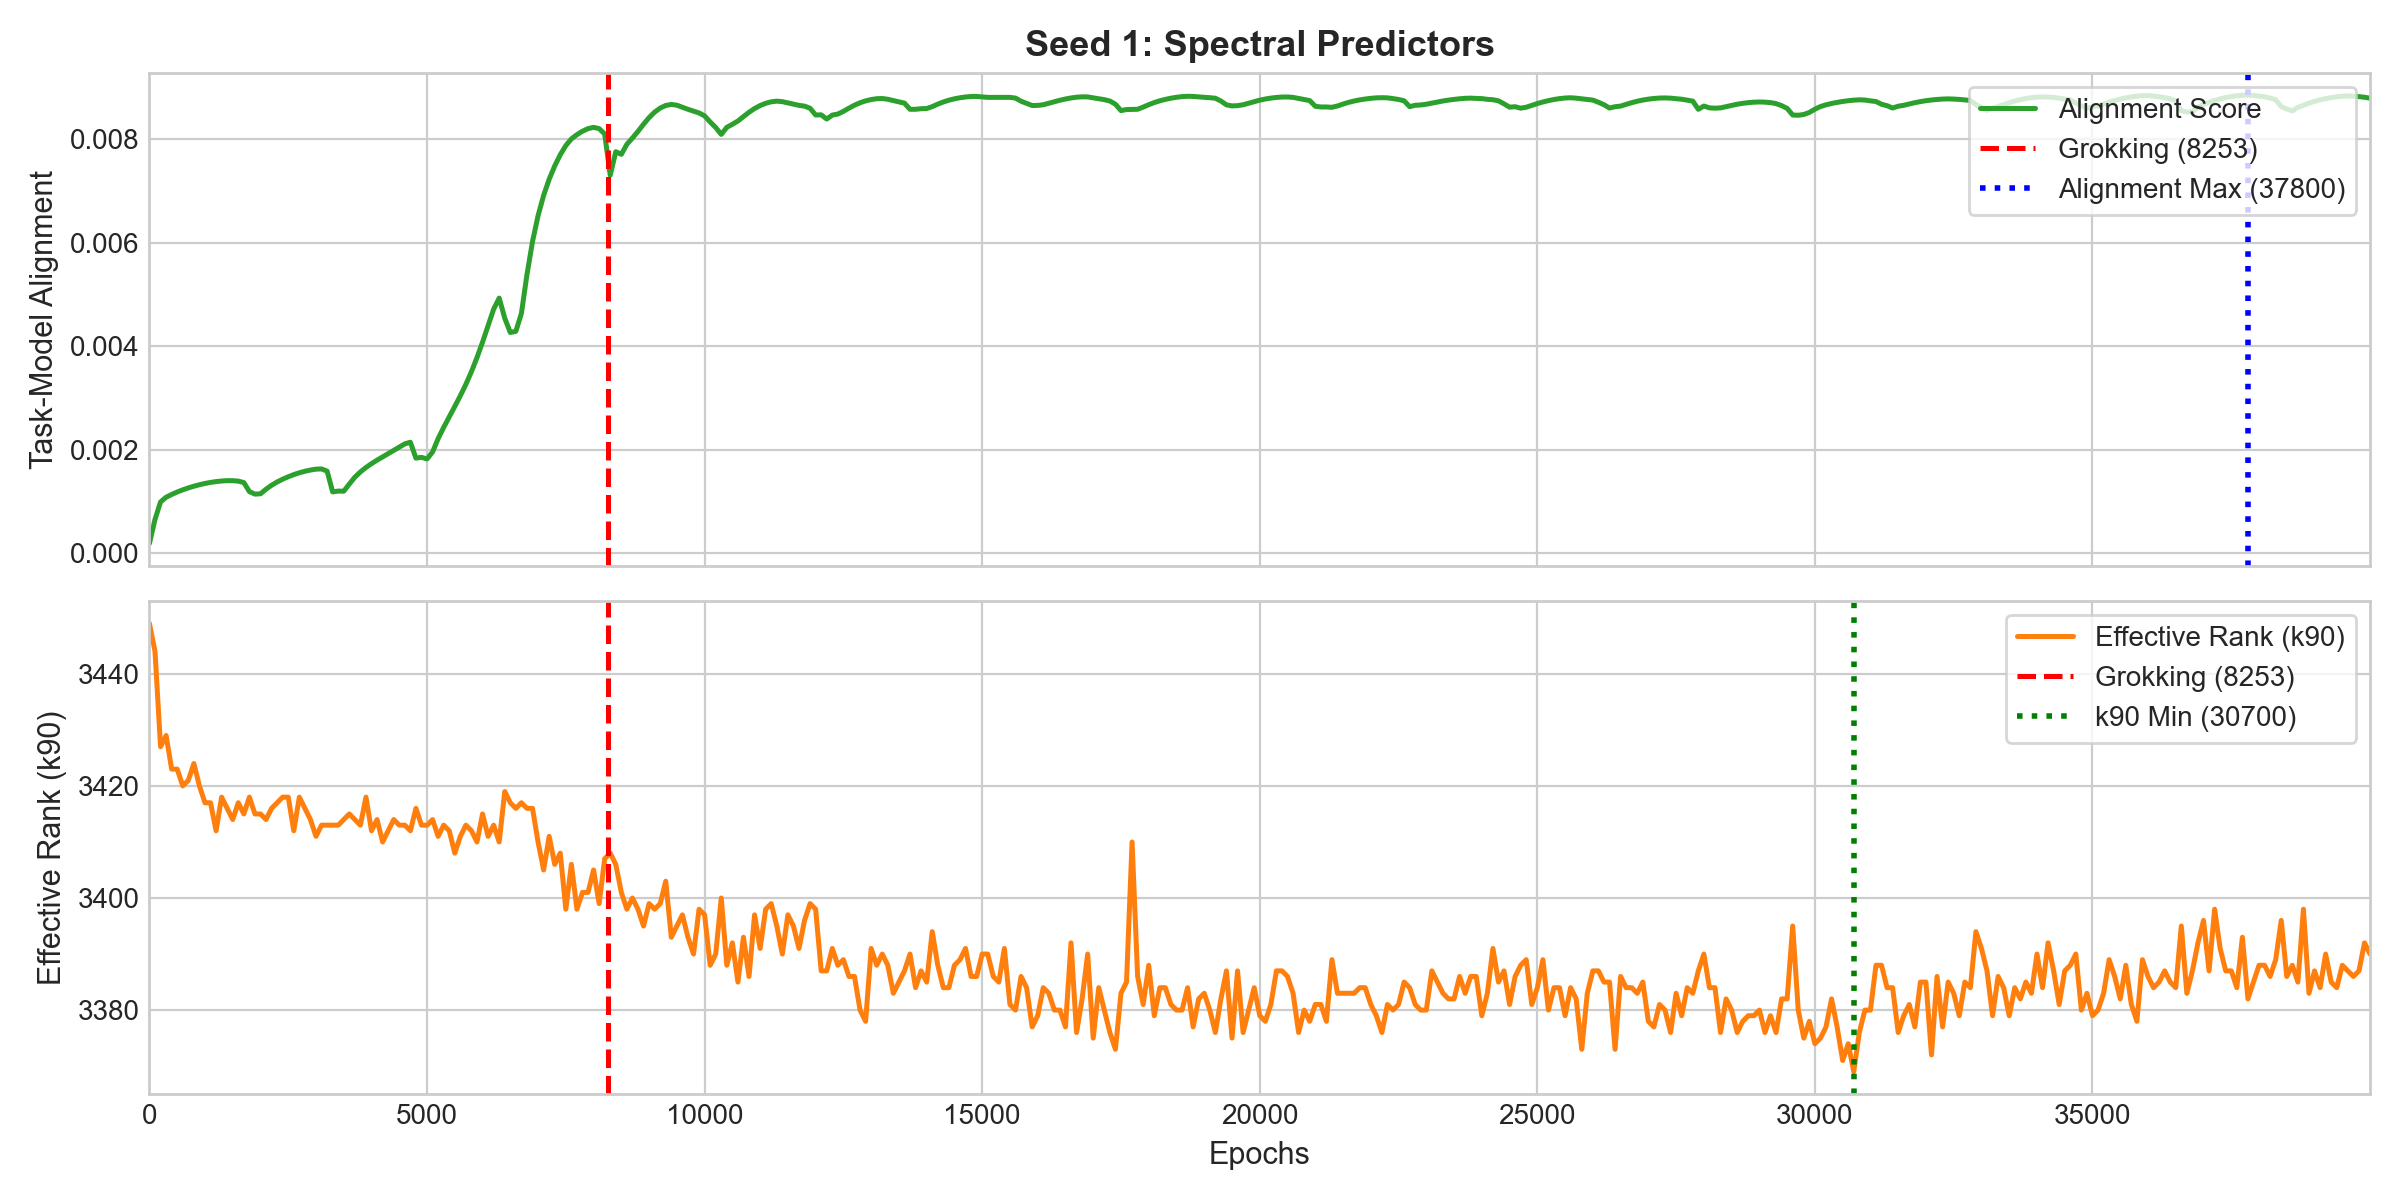 Seed 1: Spectral Predictors
Task-Model Alignment
0.008
0.006
0.004
0.002
0.000
Alignment Score
Grokking (8253)
Alignment Max (37800)
Effective Rank (k90)
3440
3420
3400
3380
Effective Rank (k90)
Grokking (8253)
k90 Min (30700)
0 5000 10000 15000 20000 25000 30000 35000
Epochs